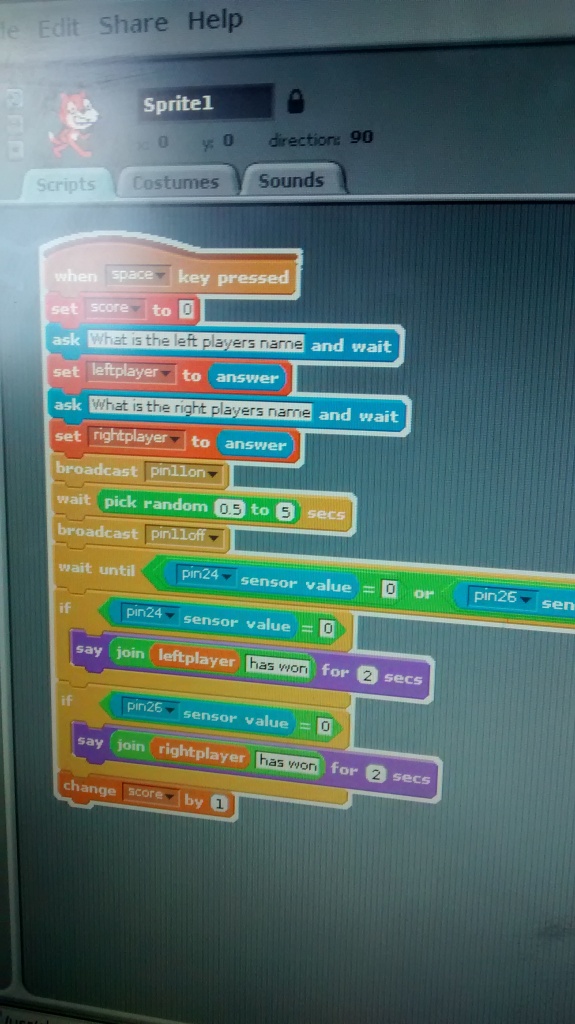 Edit Share Help
Sprite1
x: 0 y: 0 direction: 90
Scripts Costumes Sounds
when space key pressed
set score to 0
ask What is the left players name and wait
set leftplayer to answer
ask What is the right players name and wait
set rightplayer to answer
broadcast pin11on
wait pick random 0.5 to 5 secs
broadcast pin11off
wait until pin24 sensor value = 0 or pin26 sen
if pin24 sensor value = 0
say join leftplayer has won for 2 secs
if pin26 sensor value = 0
say join rightplayer has won for 2 secs
change score by 1